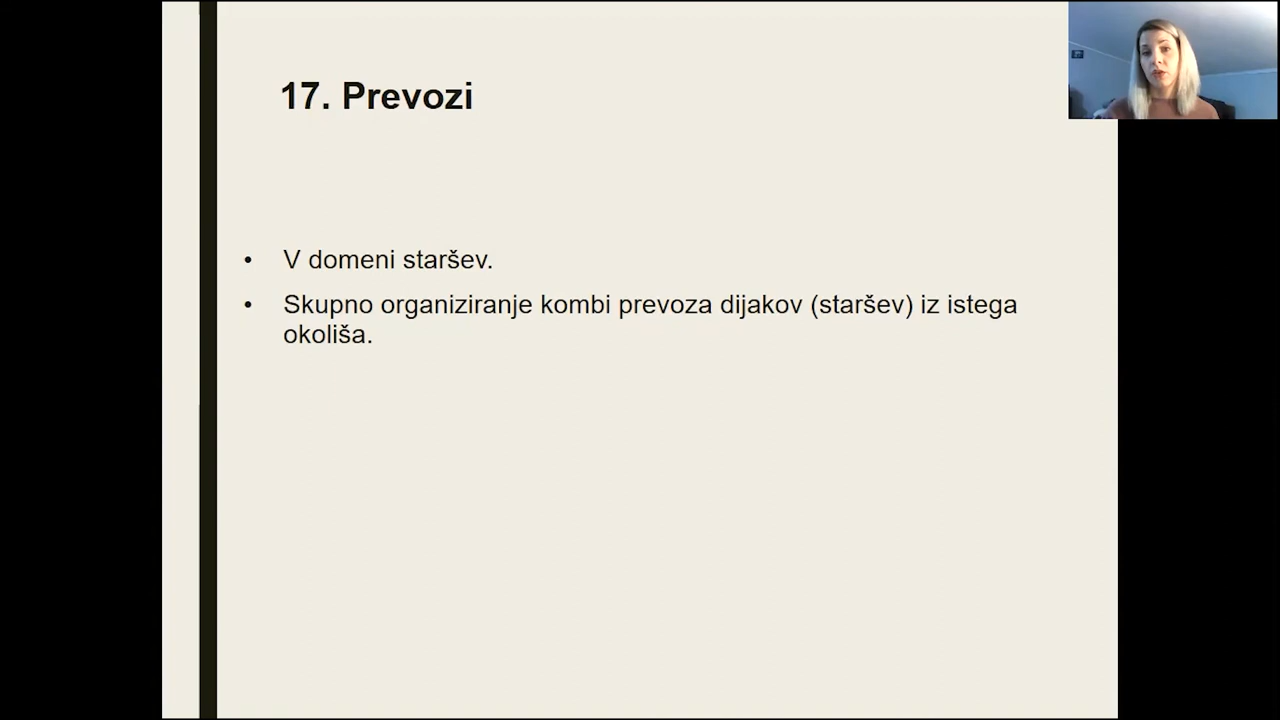 17. Prevozi
• V domeni staršev.
• Skupno organiziranje kombi prevoza dijakov (staršev) iz istega
okoliša.